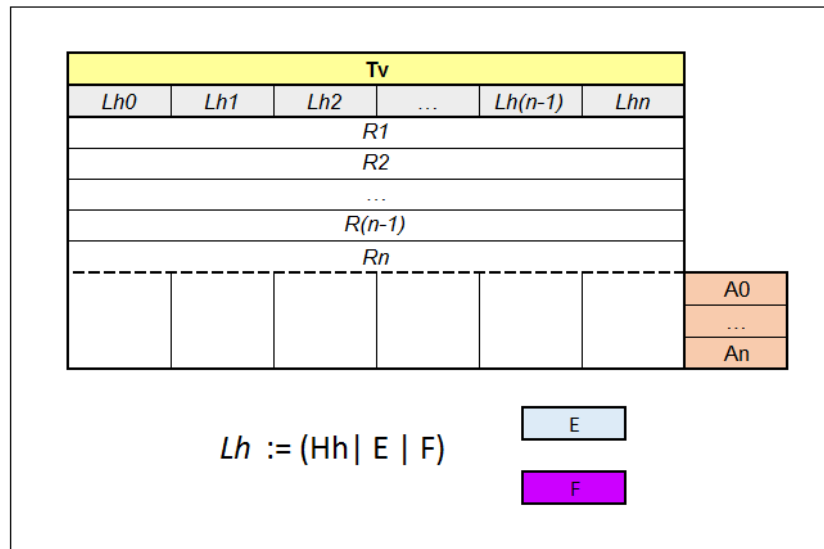 Tv
Lh0 Lh1 Lh2 ... Lh(n-1) Lhn
R1
R2
...
R(n-1)
Rn
A0
...
An
Lh := (Hh| E | F)
E
F